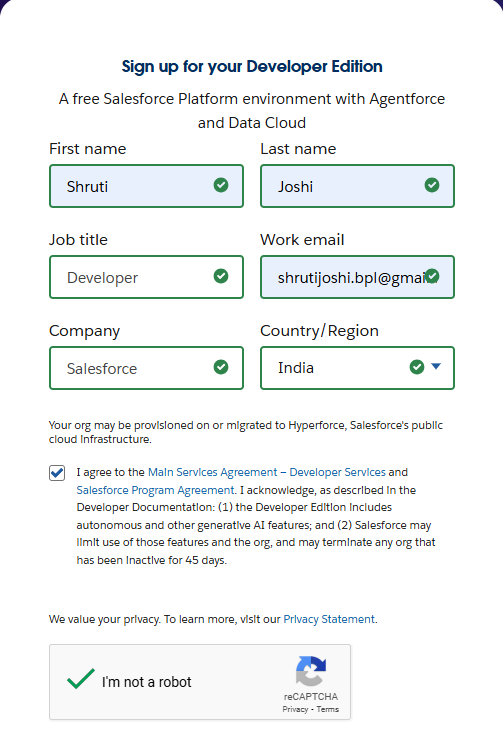 Sign up for your Developer Edition
A free Salesforce Platform environment with Agentforce
and Data Cloud
First name
Last name
Shruti
Joshi
Job title
Work email
Developer
shrutijoshi.bpl@gmai
Company
Country/Region
Salesforce
India
Your org may be provisioned on or migrated to Hyperforce, Salesforce's public
cloud infrastructure.
I agree to the Main Services Agreement – Developer Services and
Salesforce Program Agreement. I acknowledge, as described in the
Developer Documentation: (1) the Developer Edition includes
autonomous and other generative AI features; and (2) Salesforce may
limit use of those features and the org, and may terminate any org that
has been inactive for 45 days.
We value your privacy. To learn more, visit our Privacy Statement.
I'm not a robot
reCAPTCHA
Privacy - Terms